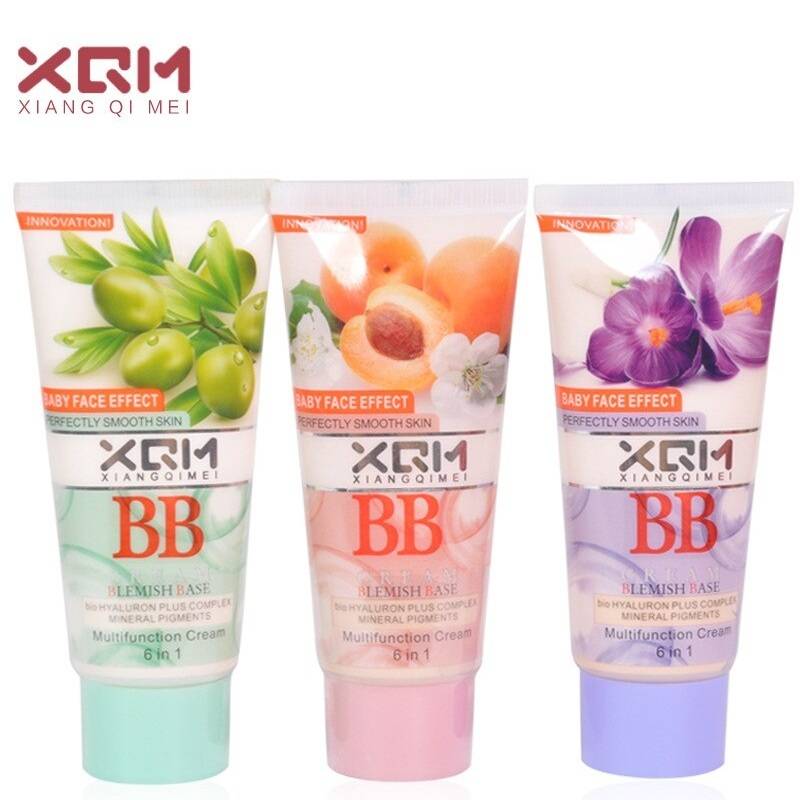 XQM
XIANG QI MEI
INNOVATION!
BABY FACE EFFECT
PERFECTLY SMOOTH SKIN
XQM
XIANGQIMEI
BB
CREAM
BLEMISH BASE
bio HYALURON PLUS COMPLEX
MINERAL PIGMENTS
Multifunction Cream
6 in 1
INNOVATION!
BABY FACE EFFECT
PERFECTLY SMOOTH SKIN
XQM
XIANGQIMEI
BB
CREAM
BLEMISH BASE
bio HYALURON PLUS COMPLEX
MINERAL PIGMENTS
Multifunction Cream
6 in 1
INNOVATION!
BABY FACE EFFECT
PERFECTLY SMOOTH SKIN
XQM
XIANGQIMEI
BB
CREAM
BLEMISH BASE
bio HYALURON PLUS COMPLEX
MINERAL PIGMENTS
Multifunction Cream
6 in 1